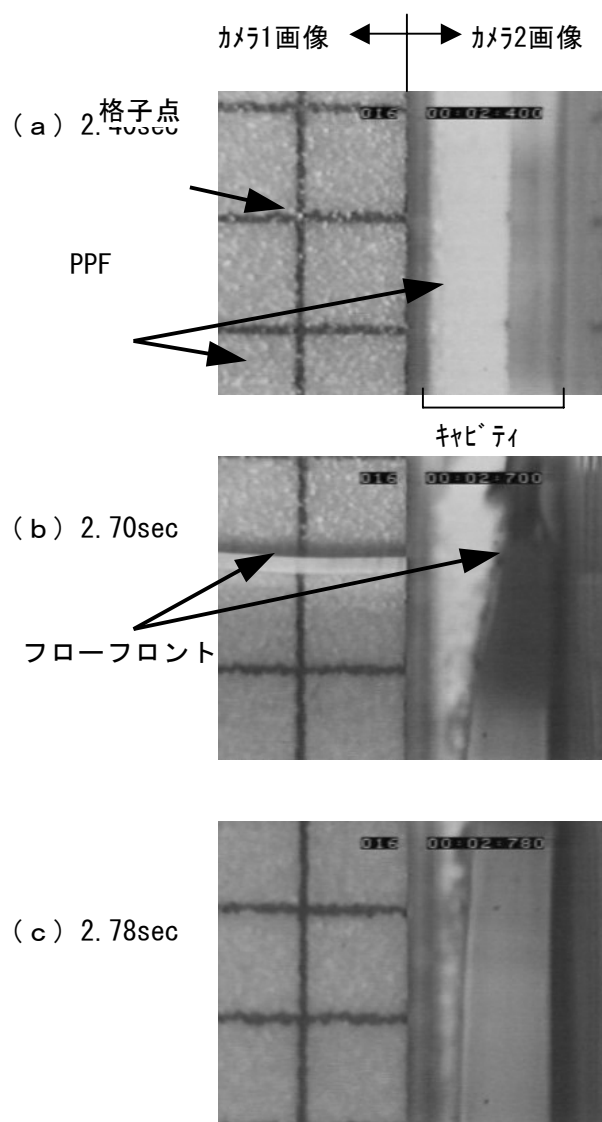 カメラ1画像 カメラ2画像
格子点
(a) 2.40sec
016 00:02:400
PPF
キャビティ
016 00:02:700
(b) 2.70sec
フローフロント
016 00:02:780
(c) 2.78sec